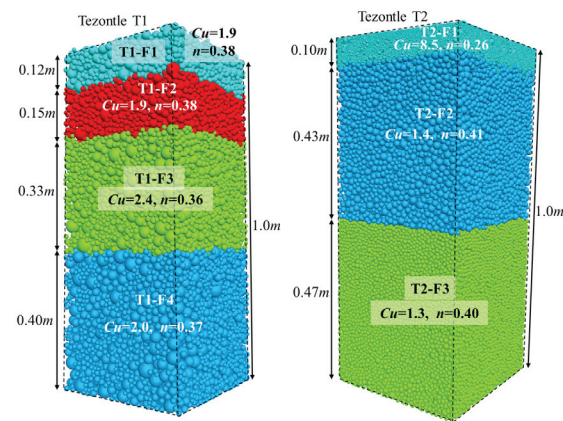 Tezontle T1
T1-F1
Cu=1.9
n=0.38
0.12m
T1-F2
Cu=1.9, n=0.38
0.15m
T1-F3
Cu=2.4, n=0.36
0.33m
1.0m
T1-F4
Cu=2.0, n=0.37
0.40m
Tezontle T2
T2-F1
Cu=8.5, n=0.26
0.10m
T2-F2
Cu=1.4, n=0.41
0.43m
1.0m
T2-F3
Cu=1.3, n=0.40
0.47m